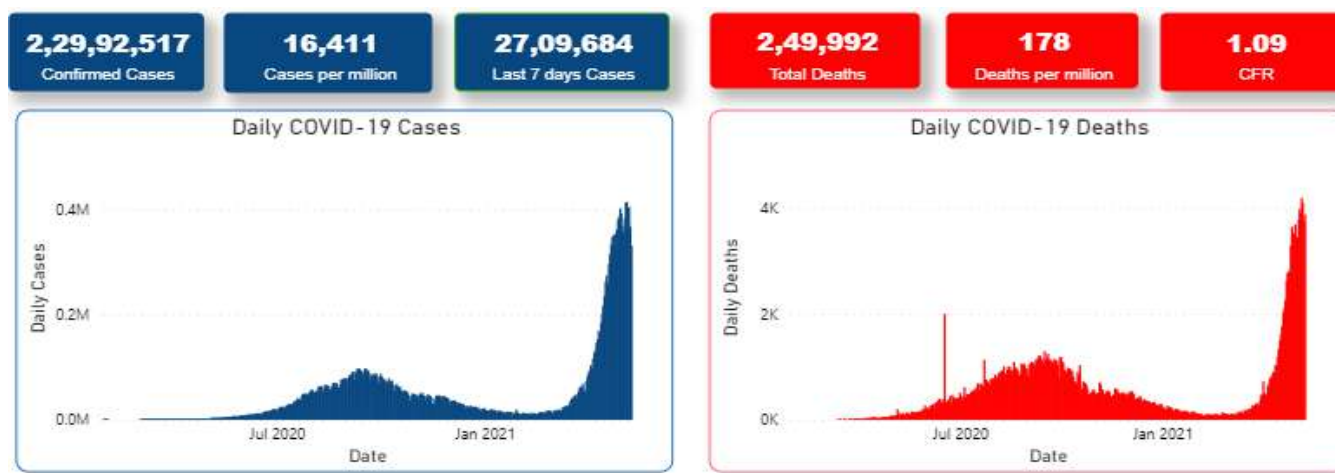 2,29,92,517
Confirmed Cases
16,411
Cases per million
27,09,684
Last 7 days Cases
2,49,992
Total Deaths
178
Deaths per million
1.09
CFR
Daily COVID-19 Cases
0.4M
0.2M
0.0M
Daily Cases
Jul 2020
Jan 2021
Date
Daily COVID-19 Deaths
4K
2K
0K
Daily Deaths
Jul 2020
Jan 2021
Date